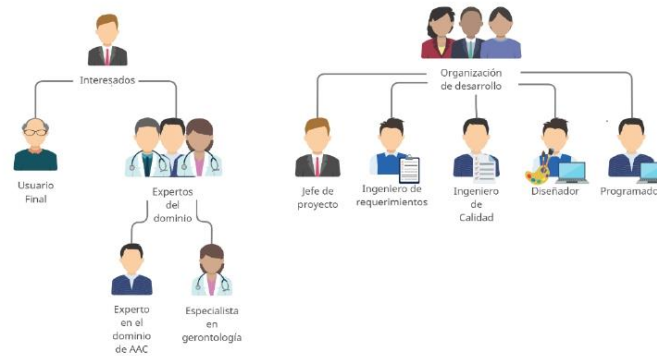 Interesados
Usuario
Final
Expertos
del
dominio
Experto
en el
dominio
de AAC
Especialista
en
gerontología
Organización
de desarrollo
Jefe de
proyecto
Ingeniero de
requerimientos
Ingeniero
de
Calidad
Diseñador
Programador